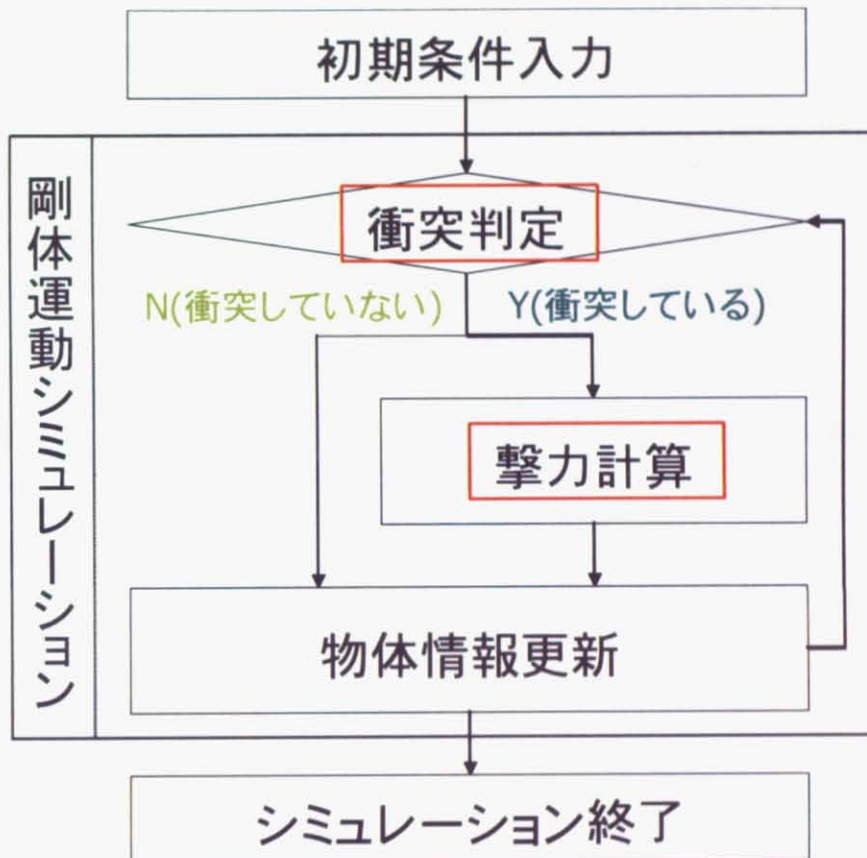 初期条件入力
剛体運動シミュレーション
衝突判定
N(衝突していない)
Y(衝突している)
撃力計算
物体情報更新
シミュレーション終了